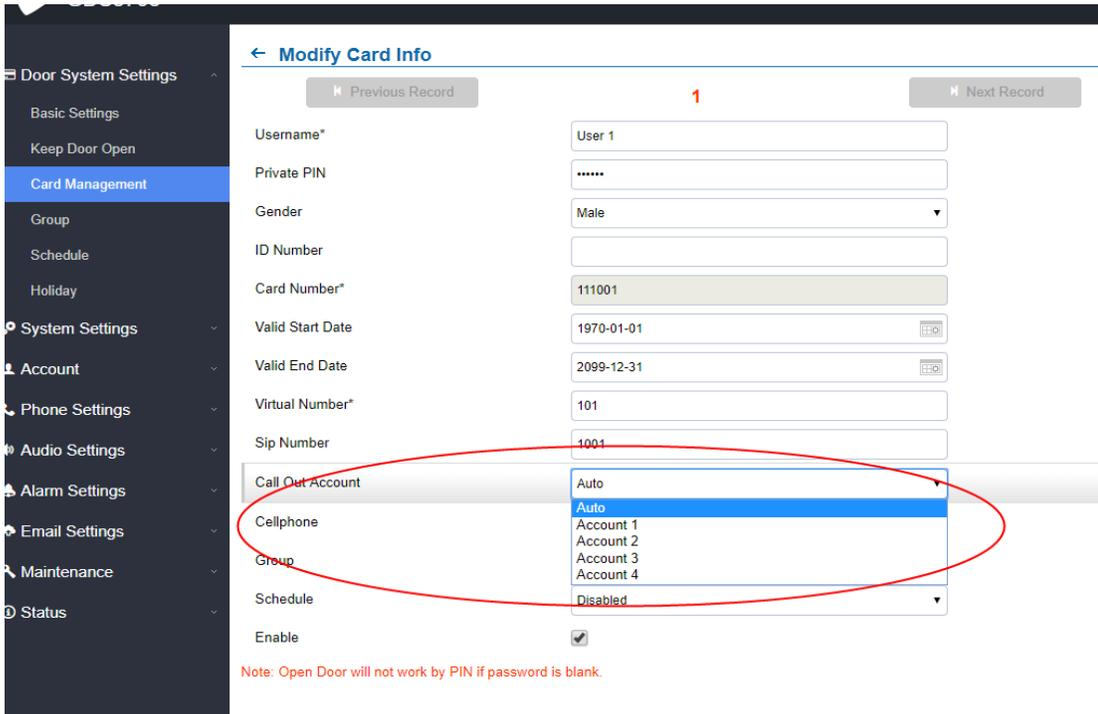 Modify Card Info
Door System Settings
Basic Settings
Keep Door Open
Card Management
Group
Schedule
Holiday
System Settings
Account
Phone Settings
Audio Settings
Alarm Settings
Email Settings
Maintenance
Status
Previous Record
1
Next Record
Username*
User 1
Private PIN
••••••
Gender
Male
ID Number
Card Number*
111001
Valid Start Date
1970-01-01
Valid End Date
2099-12-31
Virtual Number*
101
Sip Number
1001
Call Out Account
Auto
Auto
Account 1
Account 2
Account 3
Account 4
Cellphone
Group
Schedule
Disabled
Enable
Note: Open Door will not work by PIN if password is blank.